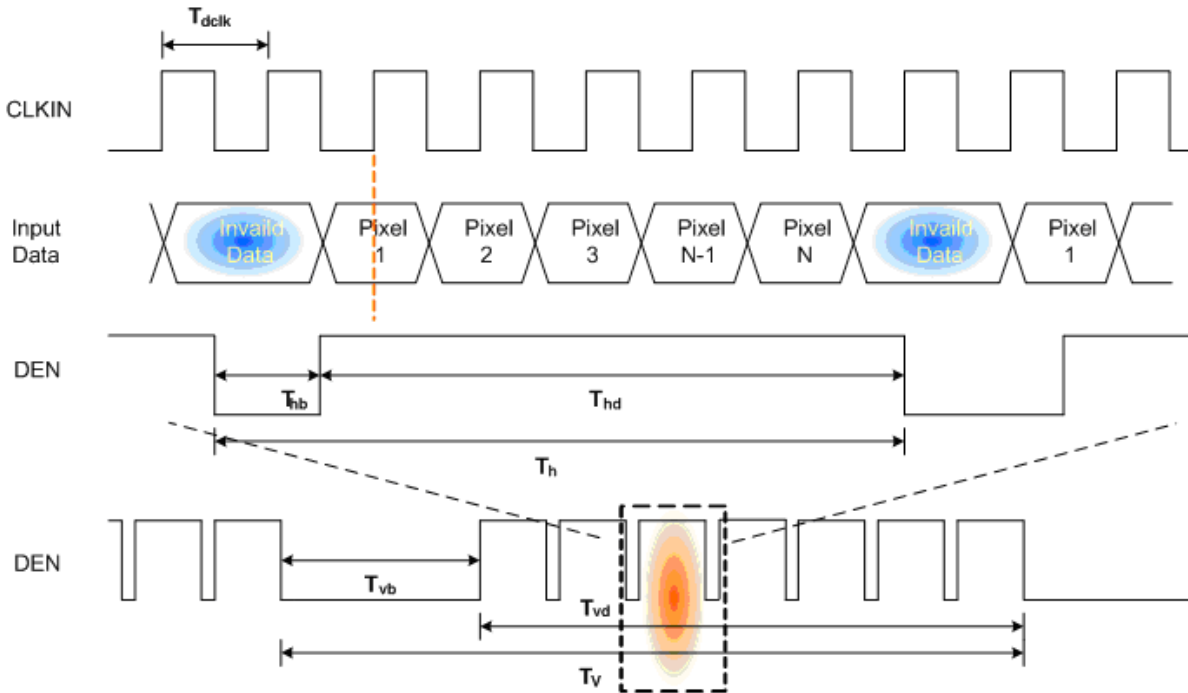 Tdclk
CLKIN
Input
Data
Invaild
Data
Pixel
1
Pixel
2
Pixel
3
Pixel
N-1
Pixel
N
Invaild
Data
Pixel
1
DEN
Thb
Thd
Th
DEN
Tvb
Tvd
TV